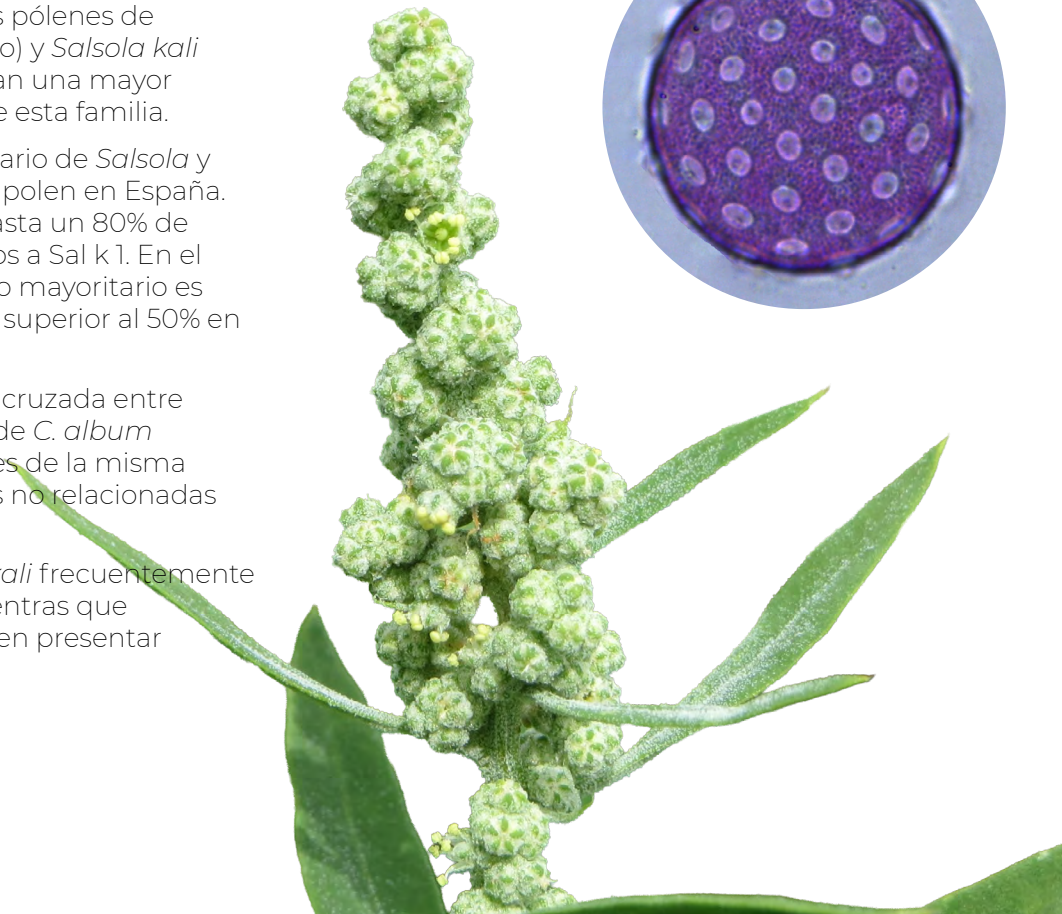 s pólenes de
o) y Salsola kali
an una mayor
e esta familia.
ario de Salsola y
polen en España.
asta un 80% de
os a Sal k 1. En el
o mayoritario es
superior al 50% en
cruzada entre
de C. album
es de la misma
s no relacionadas
ali frecuentemente
entras que
en presentar